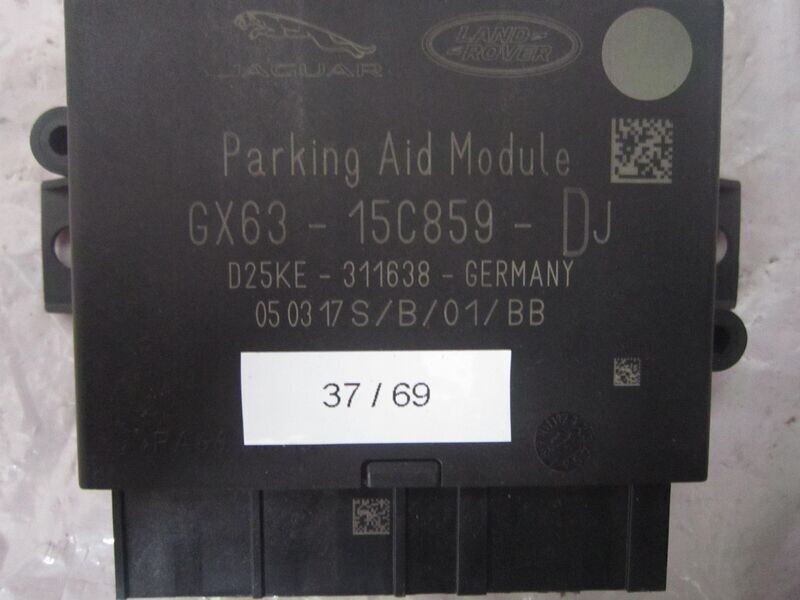 JAGUAR
LAND
ROVER
Parking Aid Module
GX63 - 15C859 - DJ
D25KE - 311638 - GERMANY
05 03 17 S/B/01/BB
37 / 69